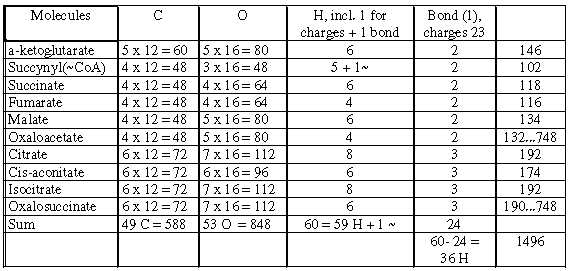 Molecules C O H, incl. 1 for Bond (1),
charges + 1 bond charges 23
a-ketoglutarate 5 x 12 = 60 5 x 16 = 80 6 2 146
Succynyl(~CoA) 4 x 12 = 48 3 x 16 = 48 5 + 1~ 2 102
Succinate 4 x 12 = 48 4 x 16 = 64 6 2 118
Fumarate 4 x 12 = 48 4 x 16 = 64 4 2 116
Malate 4 x 12 = 48 5 x 16 = 80 6 2 134
Oxaloacetate 4 x 12 = 48 5 x 16 = 80 4 2 132...748
Citrate 6 x 12 = 72 7 x 16 = 112 8 3 192
Cis-aconitate 6 x 12 = 72 6 x 16 = 96 6 3 174
Isocitrate 6 x 12 = 72 7 x 16 = 112 8 3 192
Oxalosuccinate 6 x 12 = 72 7 x 16 = 112 6 3 190...748
Sum 49 C = 588 53 O = 848 60 = 59 H + 1 ~ 24
60- 24 = 1496
36 H